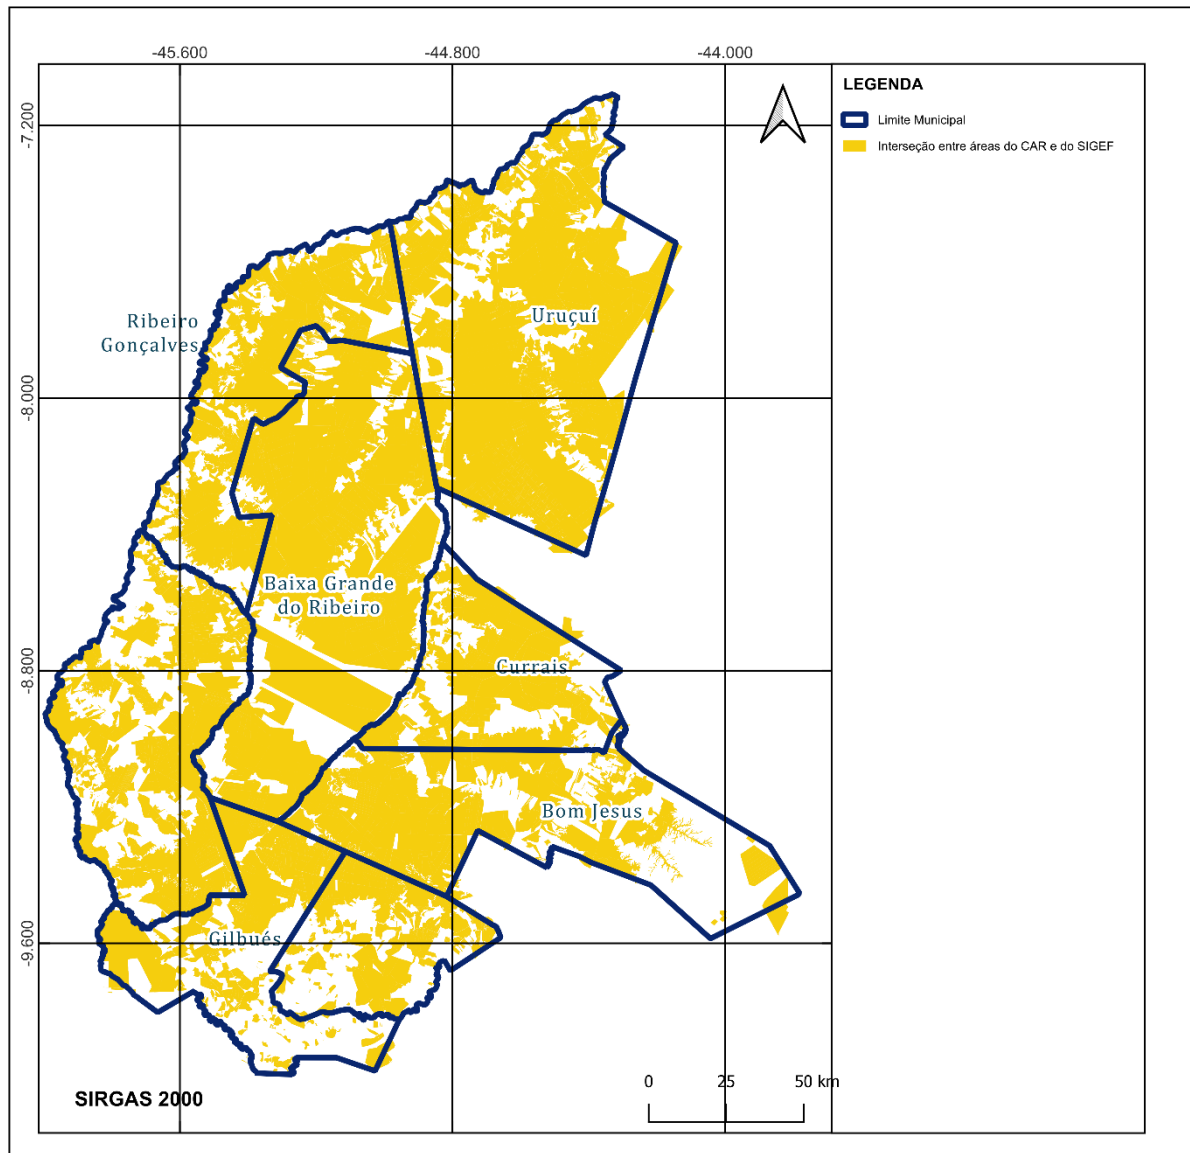 -45.600
-44.800
-44.000
LEGENDA
Limite Municipal
Interseção entre áreas do CAR e do SIGEF
-7.200
-8.000
-8.800
-9.600
Uruçuí
Ribeiro
Gonçalves
Baixa Grande
do Ribeiro
Currais
Bom Jesus
Gilbués
SIRGAS 2000
0 25 50 km